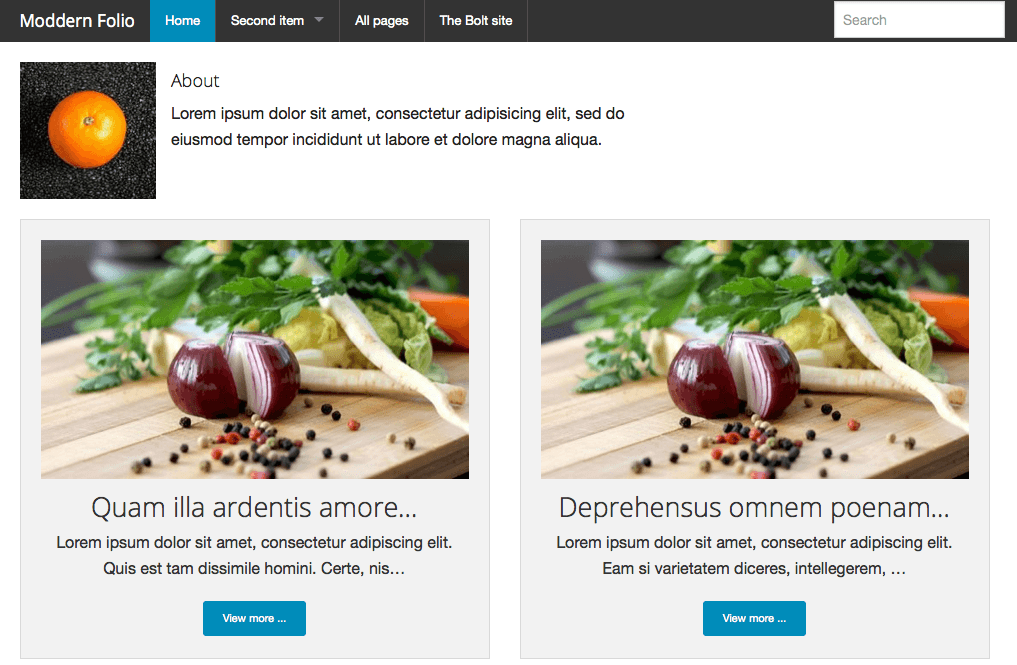 Moddern Folio Home Second item All pages The Bolt site Search
About
Lorem ipsum dolor sit amet, consectetur adipisicing elit, sed do
eiusmod tempor incididunt ut labore et dolore magna aliqua.
Quam illa ardentis amore...
Lorem ipsum dolor sit amet, consectetur adipiscing elit.
Quis est tam dissimile homini. Certe, nis…
View more ...
Deprehensus omnem poenam...
Lorem ipsum dolor sit amet, consectetur adipiscing elit.
Eam si varietatem diceres, intellegerem, …
View more ...